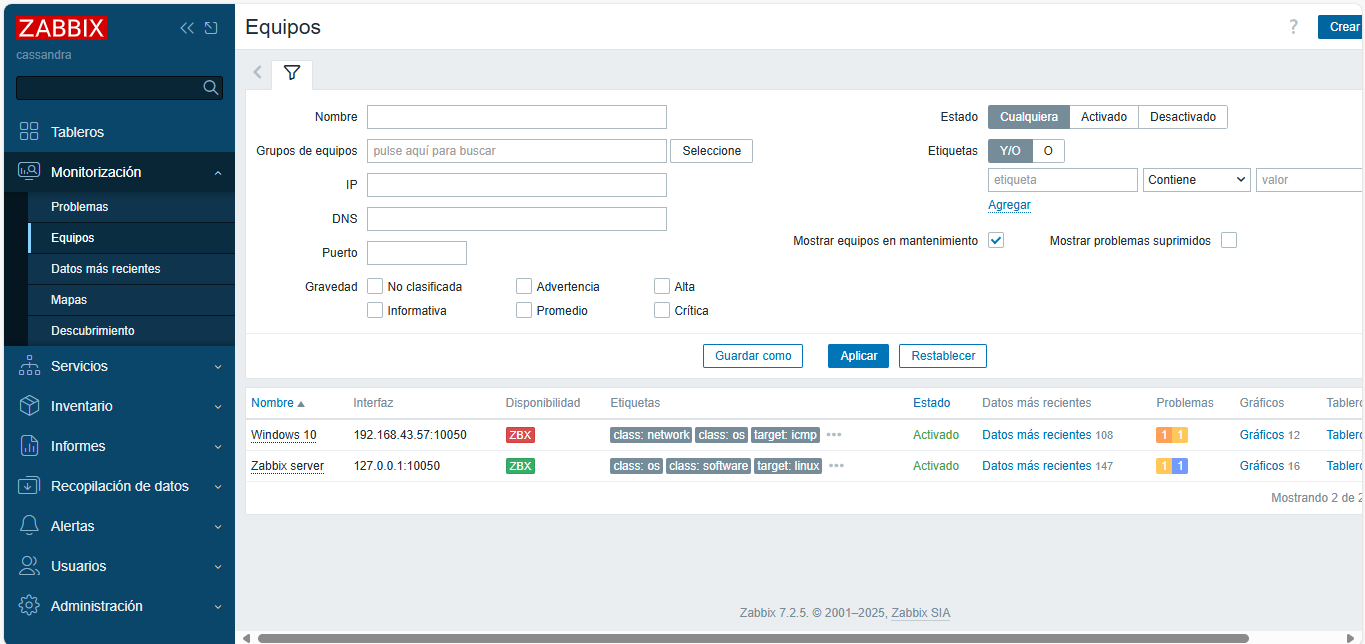 ZABBIX
cassandra
Tableros
Monitorización
Problemas
Equipos
Datos más recientes
Mapas
Descubrimiento
Servicios
Inventario
Informes
Recopilación de datos
Alertas
Usuarios
Administración
Equipos
? Crear
Nombre
Grupos de equipos pulse aquí para buscar Seleccione
IP
DNS
Puerto
Gravedad No clasificada Advertencia Alta
Informativa Promedio Crítica
Estado Cualquiera Activado Desactivado
Etiquetas Y/O O
etiqueta Contiene valor
Agregar
Mostrar equipos en mantenimiento Mostrar problemas suprimidos
Guardar como Aplicar Restablecer
Nombre Interfaz Disponibilidad Etiquetas Estado Datos más recientes Problemas Gráficos Tablero
Windows 10 192.168.43.57:10050 ZBX class: network class: os target: icmp Activado Datos más recientes 108 1 1 Gráficos 12 Tablero
Zabbix server 127.0.0.1:10050 ZBX class: os class: software target: linux Activado Datos más recientes 147 1 1 Gráficos 16 Tablero
Mostrando 2 de 2
Zabbix 7.2.5. © 2001–2025, Zabbix SIA